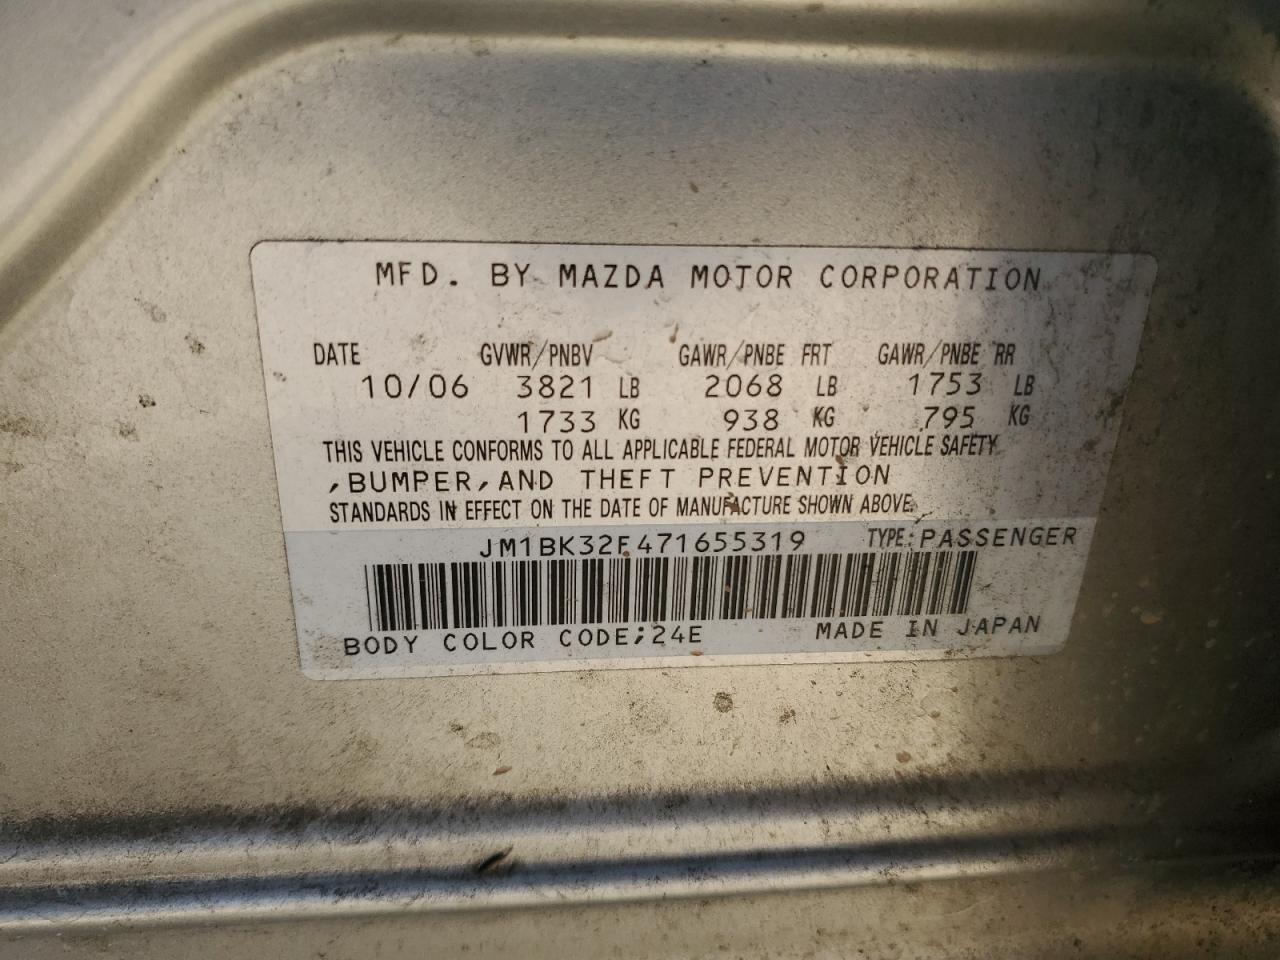 MFD. BY MAZDA MOTOR CORPORATION
DATE GVWR/PNBV GAWR/PNBE FRT GAWR/PNBE RR
10/06 3821 LB 2068 LB 1753 LB
1733 KG 938 KG 795 KG
THIS VEHICLE CONFORMS TO ALL APPLICABLE FEDERAL MOTOR VEHICLE SAFETY
,BUMPER,AND THEFT PREVENTION
STANDARDS IN EFFECT ON THE DATE OF MANUFACTURE SHOWN ABOVE.
JM1BK32F471655319 TYPE:PASSENGER
BODY COLOR CODE;24E MADE IN JAPAN